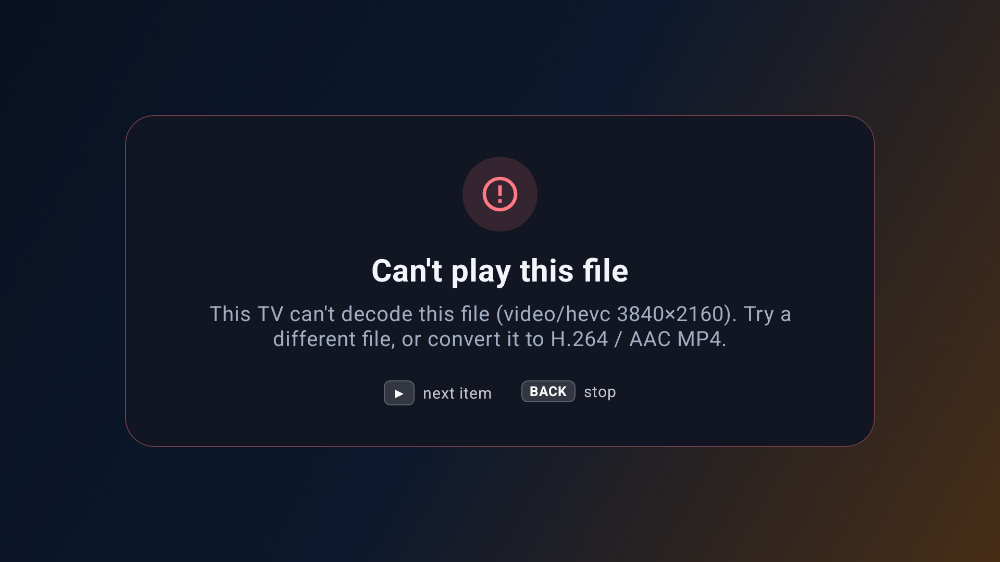 Can't play this file
This TV can't decode this file (video/hevc 3840×2160). Try a
different file, or convert it to H.264 / AAC MP4.
▶ next item BACK stop